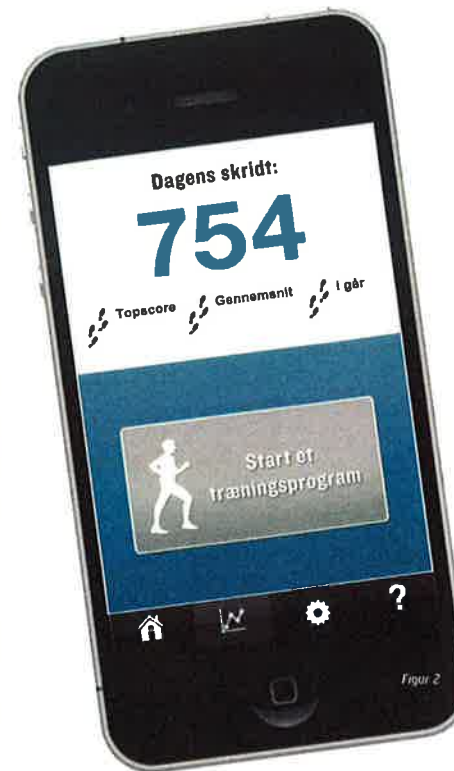 Dagens skridt:
754
Topscore
Gennemsnit
I går
Start et
træningsprogram
?
Figur 2